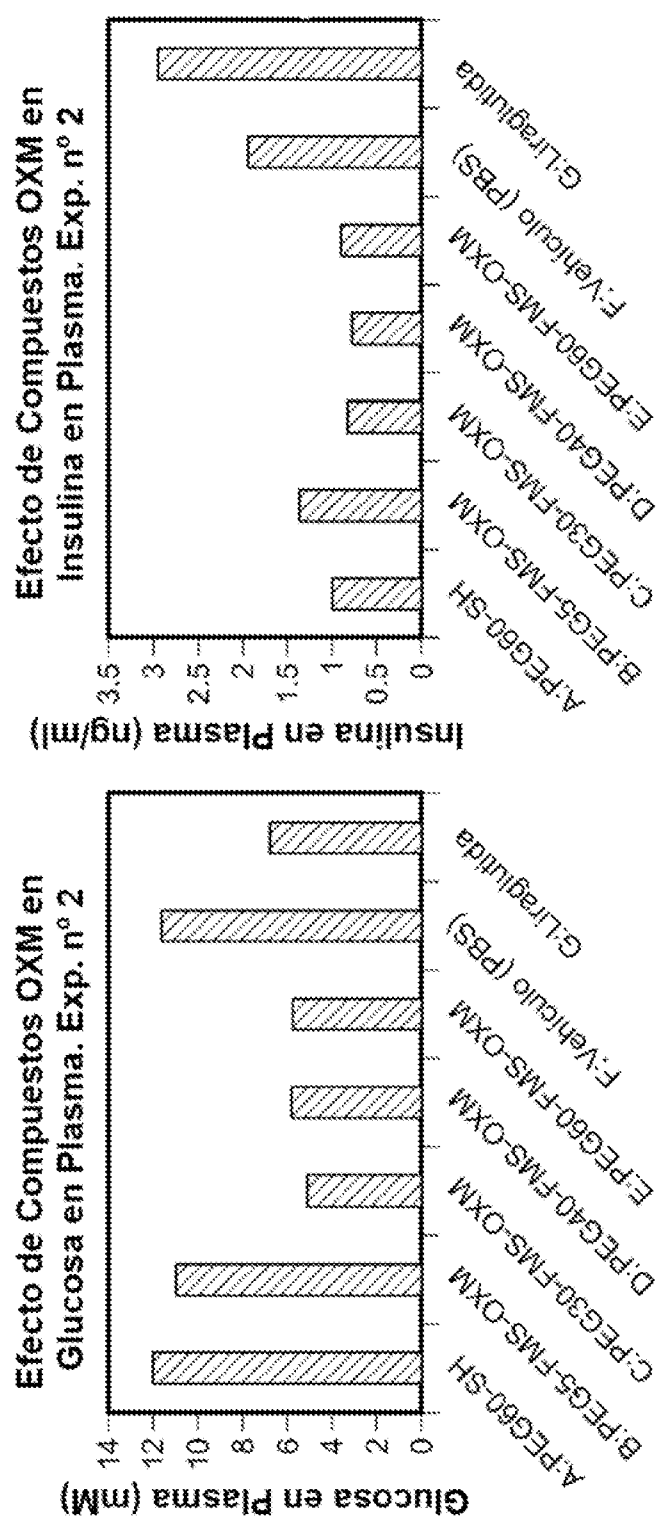 Efecto de Compuestos OXM en
Glucosa en Plasma. Exp. nº 2
Glucosa en Plasma (mM)
14
12
10
8
6
4
2
0
A:PEG60-SH
B:PEG5-FMS-OXM
C:PEG30-FMS-OXM
D:PEG40-FMS-OXM
E:PEG60-FMS-OXM
F:Vehículo (PBS)
G:Liraglutida
Efecto de Compuestos OXM en
Insulina en Plasma. Exp. nº 2
Insulina en Plasma (ng/ml)
3.5
3
2.5
2
1.5
1
0.5
0
A:PEG60-SH
B:PEG5-FMS-OXM
C:PEG30-FMS-OXM
D:PEG40-FMS-OXM
E:PEG60-FMS-OXM
F:Vehículo (PBS)
G:Liraglutida